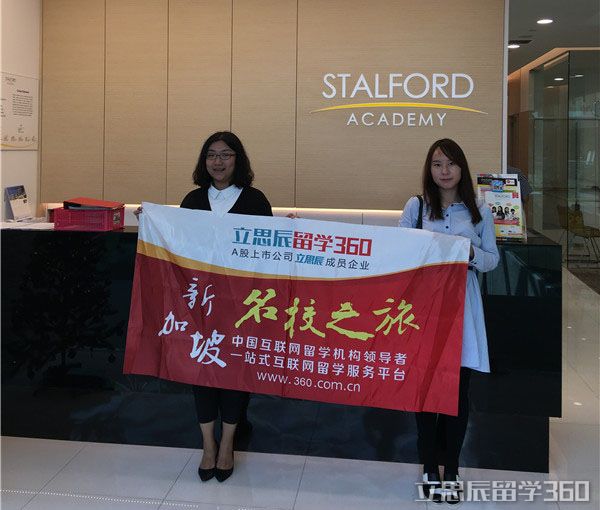 STALFORD
ACADEMY
STALFORD
立思辰留学360
A股上市公司立思辰成员企业
新加坡
名校之旅
中国互联网留学机构领导者
一站式互联网留学服务平台
www.360.com.cn
立思辰留学360